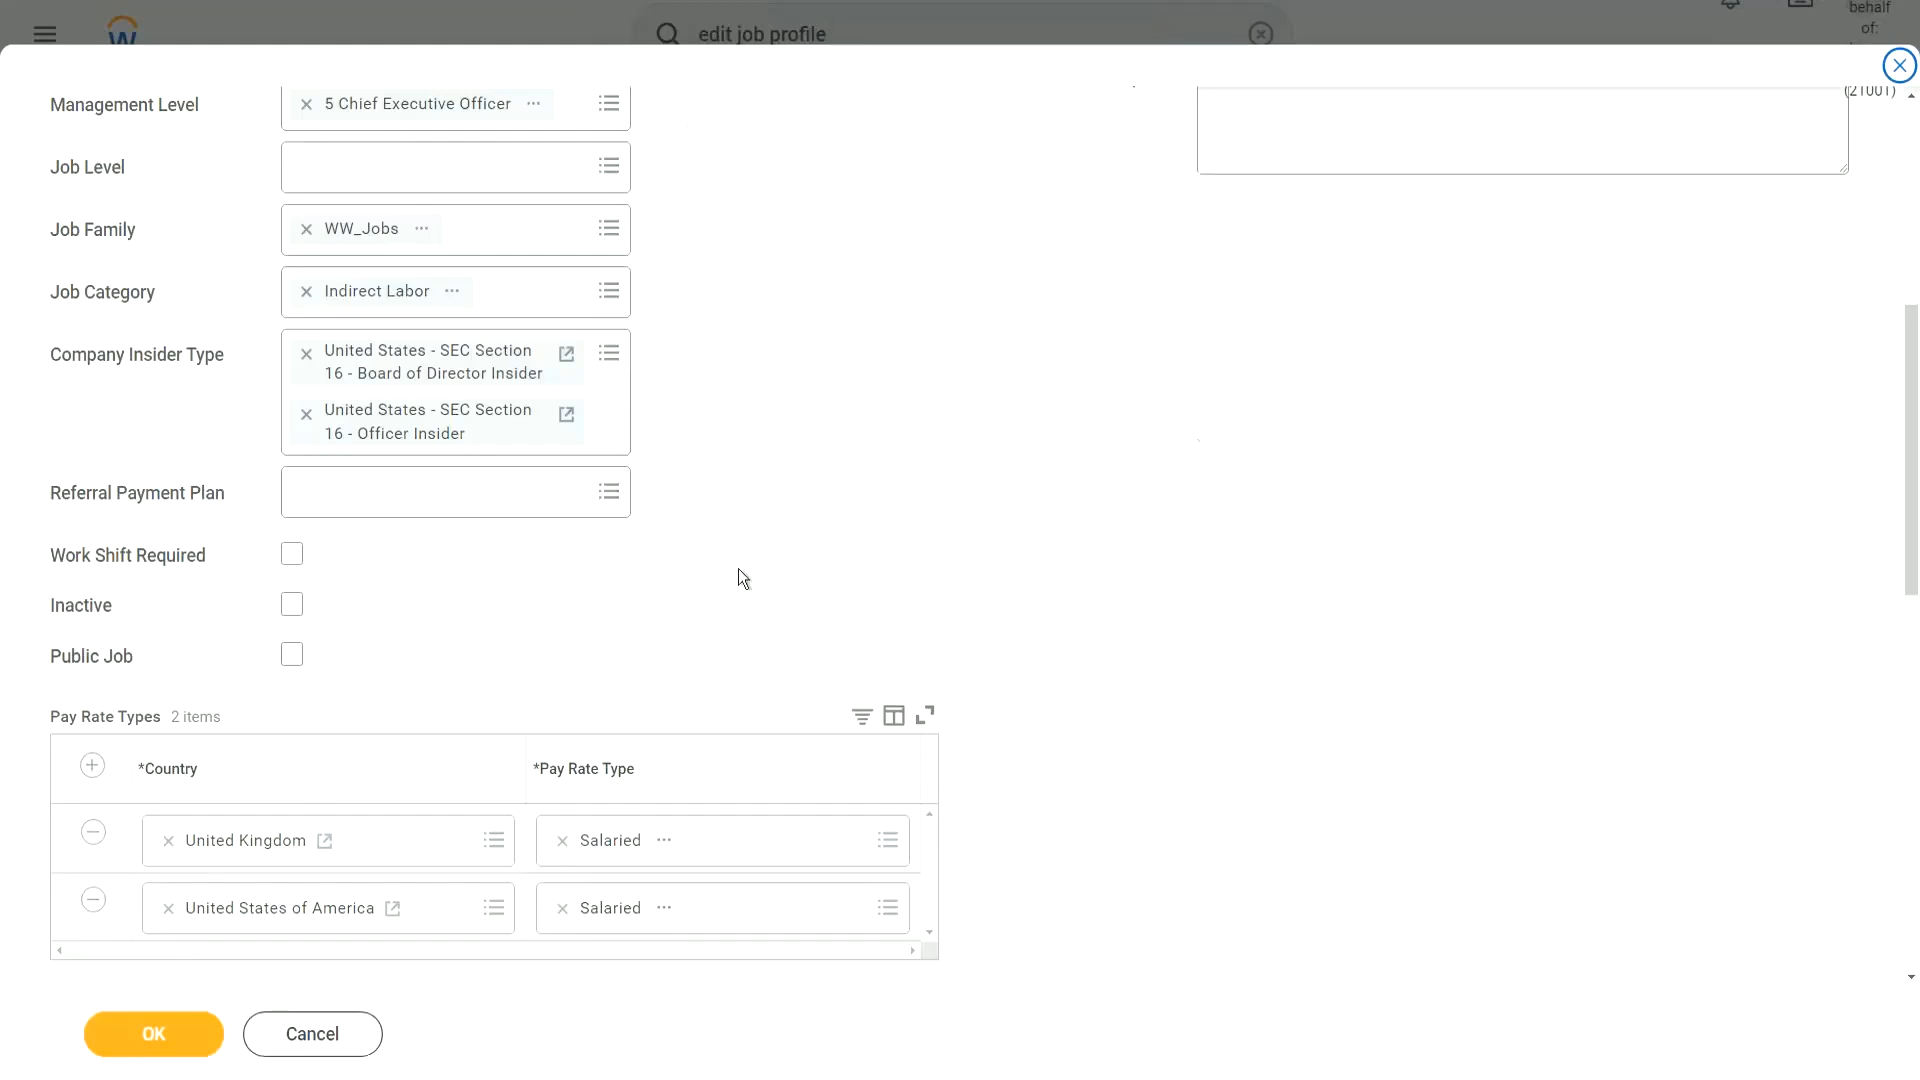 behalf
of:
edit job profile
(21001)
Management Level
5 Chief Executive Officer
Job Level
Job Family
WW_Jobs
Job Category
Indirect Labor
Company Insider Type
United States - SEC Section
16 - Board of Director Insider
United States - SEC Section
16 - Officer Insider
Referral Payment Plan
Work Shift Required
Inactive
Public Job
Pay Rate Types 2 items
*Country *Pay Rate Type
United Kingdom Salaried
United States of America Salaried
OK Cancel